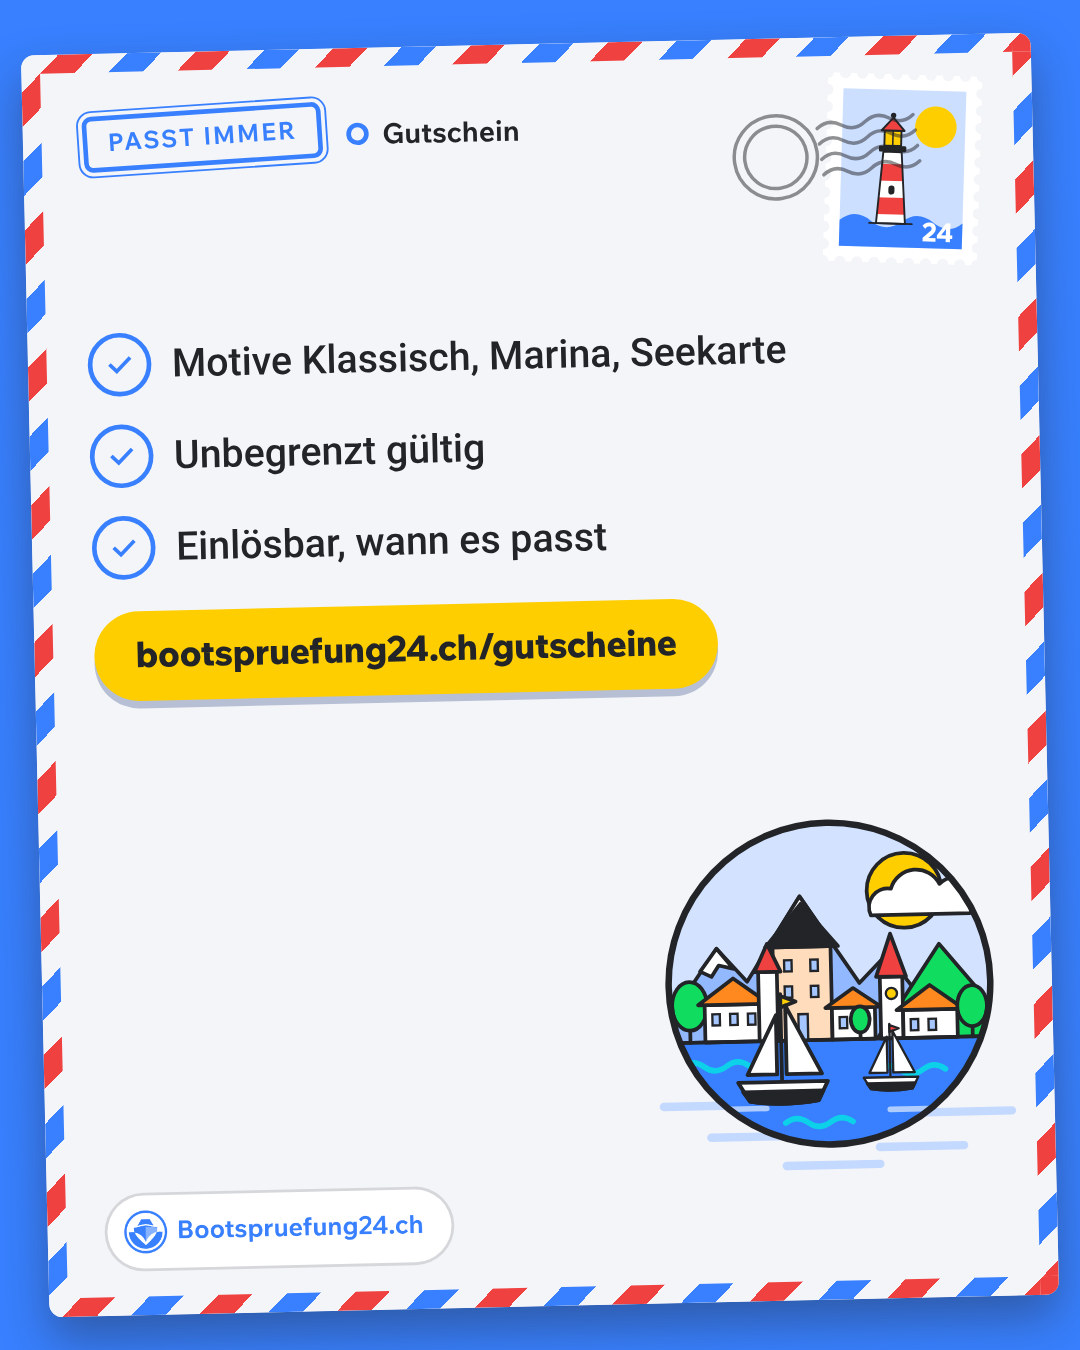 PASST IMMER
Gutschein
24
Motive Klassisch, Marina, Seekarte
Unbegrenzt gültig
Einlösbar, wann es passt
bootspruefung24.ch/gutscheine
Bootspruefung24.ch